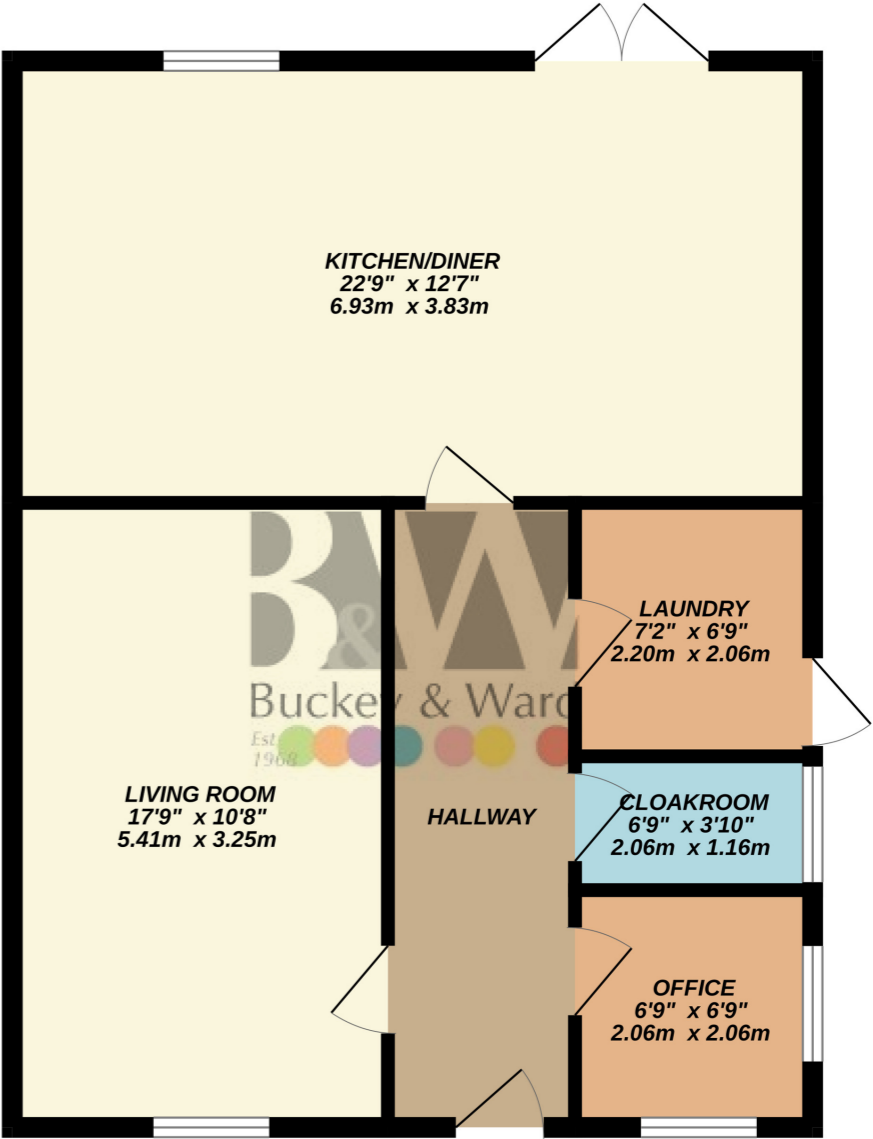 KITCHEN/DINER
22'9" x 12'7"
6.93m x 3.83m
B&W
Buckey & Ward
Est
1968
LAUNDRY
7'2" x 6'9"
2.20m x 2.06m
LIVING ROOM
17'9" x 10'8"
5.41m x 3.25m
HALLWAY
CLOAKROOM
6'9" x 3'10"
2.06m x 1.16m
OFFICE
6'9" x 6'9"
2.06m x 2.06m